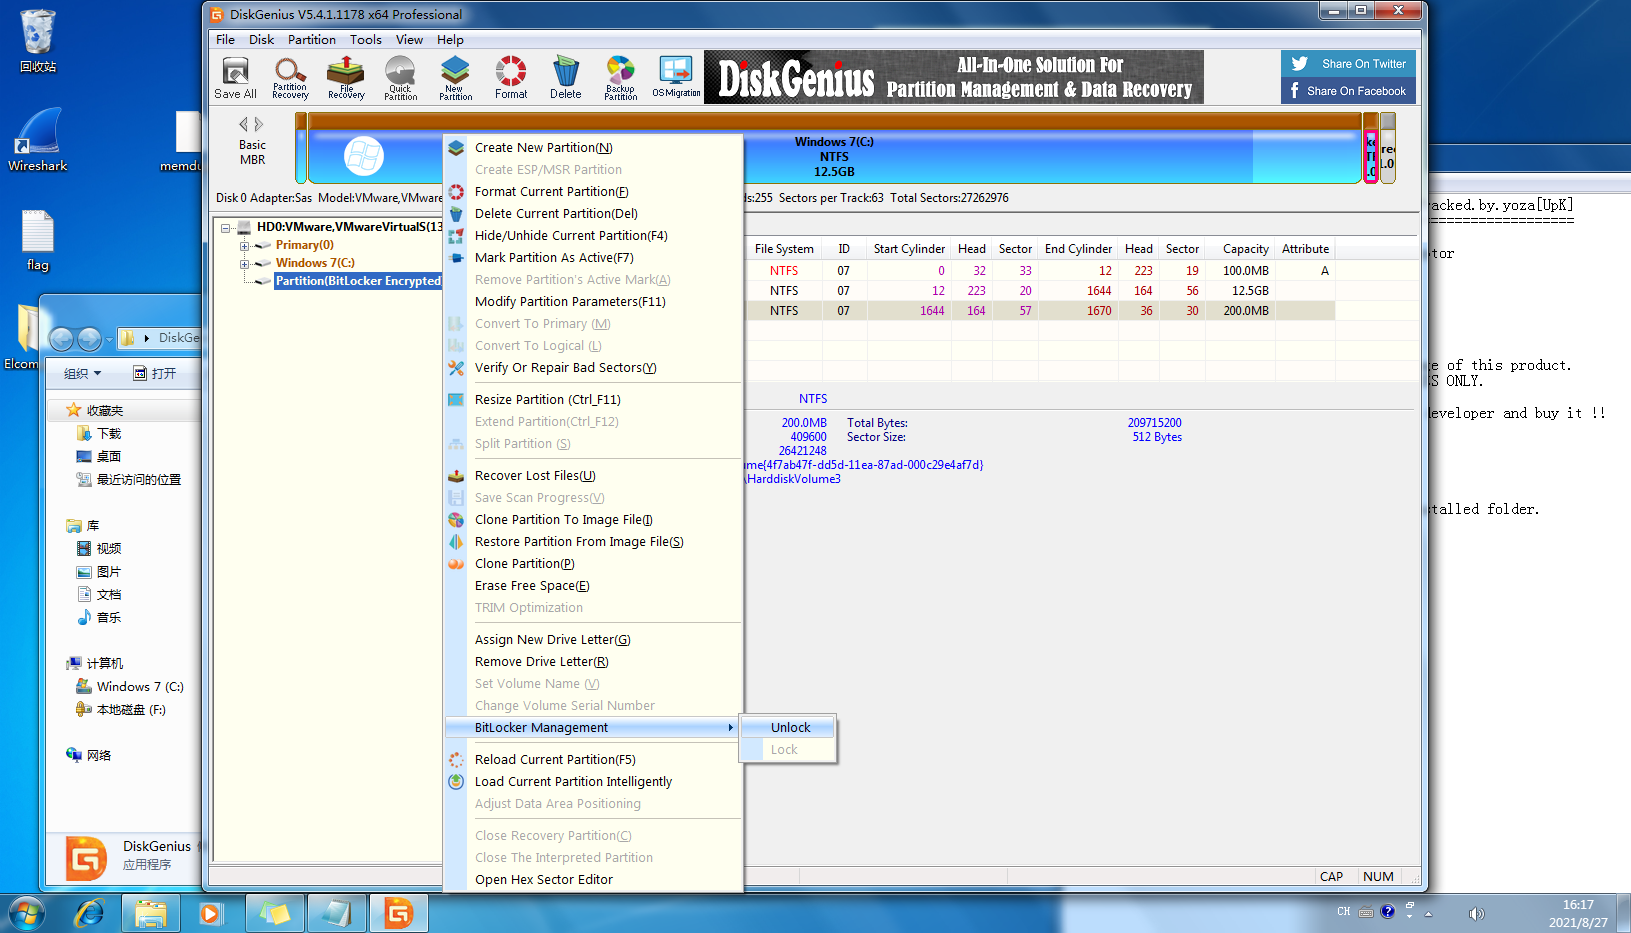 回收站
Wireshark
flag
DiskGenius V5.4.1.1178 x64 Professional
File Disk Partition Tools View Help
Save All
Partition Recovery
File Recovery
Quick Partition
New Partition
Format
Delete
Backup Partition
OS Migration
DiskGenius
All-In-One Solution For
Partition Management & Data Recovery
Share On Twitter
Share On Facebook
Basic
MBR
Windows 7(C:)
NTFS
12.5GB
Disk 0 Adapter:Sas Model:VMware,VMware
ds:255 Sectors per Track:63 Total Sectors:27262976
HD0:VMware,VMwareVirtualS(13
Primary(0)
Windows 7(C:)
Partition(BitLocker Encrypted)
File System ID Start Cylinder Head Sector End Cylinder Head Sector Capacity Attribute
NTFS 07 0 32 33 12 223 19 100.0MB A
NTFS 07 12 223 20 1644 164 56 12.5GB
NTFS 07 1644 164 57 1670 36 30 200.0MB
NTFS
200.0MB Total Bytes: 209715200
409600 Sector Size: 512 Bytes
26421248
ume{4f7ab47f-dd5d-11ea-87ad-000c29e4af7d}
\HarddiskVolume3
Create New Partition(N)
Create ESP/MSR Partition
Format Current Partition(F)
Delete Current Partition(Del)
Hide/Unhide Current Partition(F4)
Mark Partition As Active(F7)
Remove Partition's Active Mark(A)
Modify Partition Parameters(F11)
Convert To Primary (M)
Convert To Logical (L)
Verify Or Repair Bad Sectors(Y)
Resize Partition (Ctrl_F11)
Extend Partition(Ctrl_F12)
Split Partition (S)
Recover Lost Files(U)
Save Scan Progress(V)
Clone Partition To Image File(I)
Restore Partition From Image File(S)
Clone Partition(P)
Erase Free Space(E)
TRIM Optimization
Assign New Drive Letter(G)
Remove Drive Letter(R)
Set Volume Name (V)
Change Volume Serial Number
BitLocker Management
Unlock
Lock
Reload Current Partition(F5)
Load Current Partition Intelligently
Adjust Data Area Positioning
Close Recovery Partition(C)
Close The Interpreted Partition
Open Hex Sector Editor
memdu
Elcom
DiskGe
组织 打开
收藏夹
下载
桌面
最近访问的位置
库
视频
图片
文档
音乐
计算机
Windows 7 (C:)
本地磁盘 (F:)
网络
DiskGenius
应用程序
acked.by.yoza[UpK]
==================
tor
e of this product.
S ONLY.
eveloper and buy it !!
talled folder.
CAP NUM
CH
16:17
2021/8/27